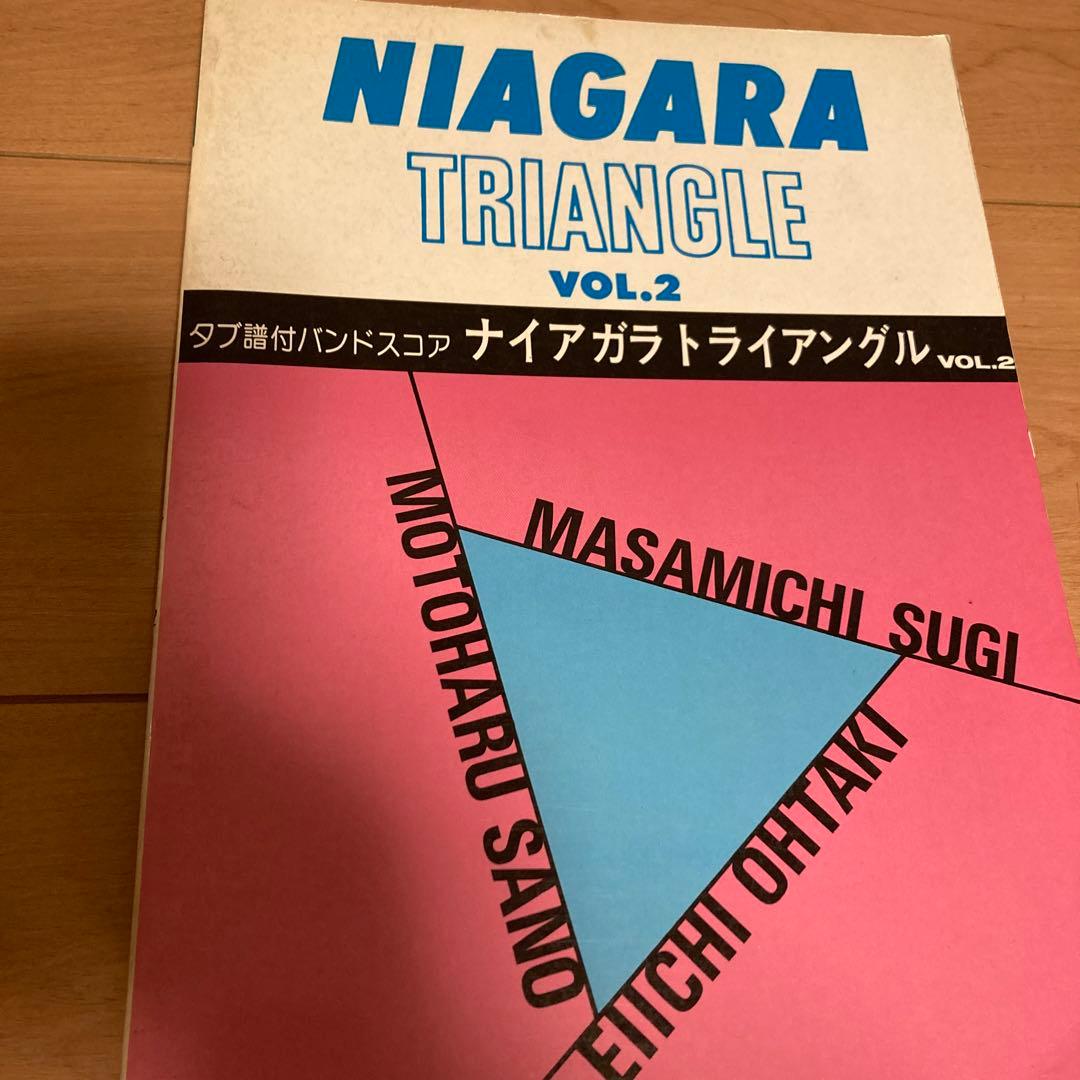 NIAGARA
TRIANGLE
VOL.2
タブ譜付バンドスコア ナイアガラトライアングル VOL.2
MASAMICHI SUGI
MOTOHARU SANO
EIICHI OHTAKI